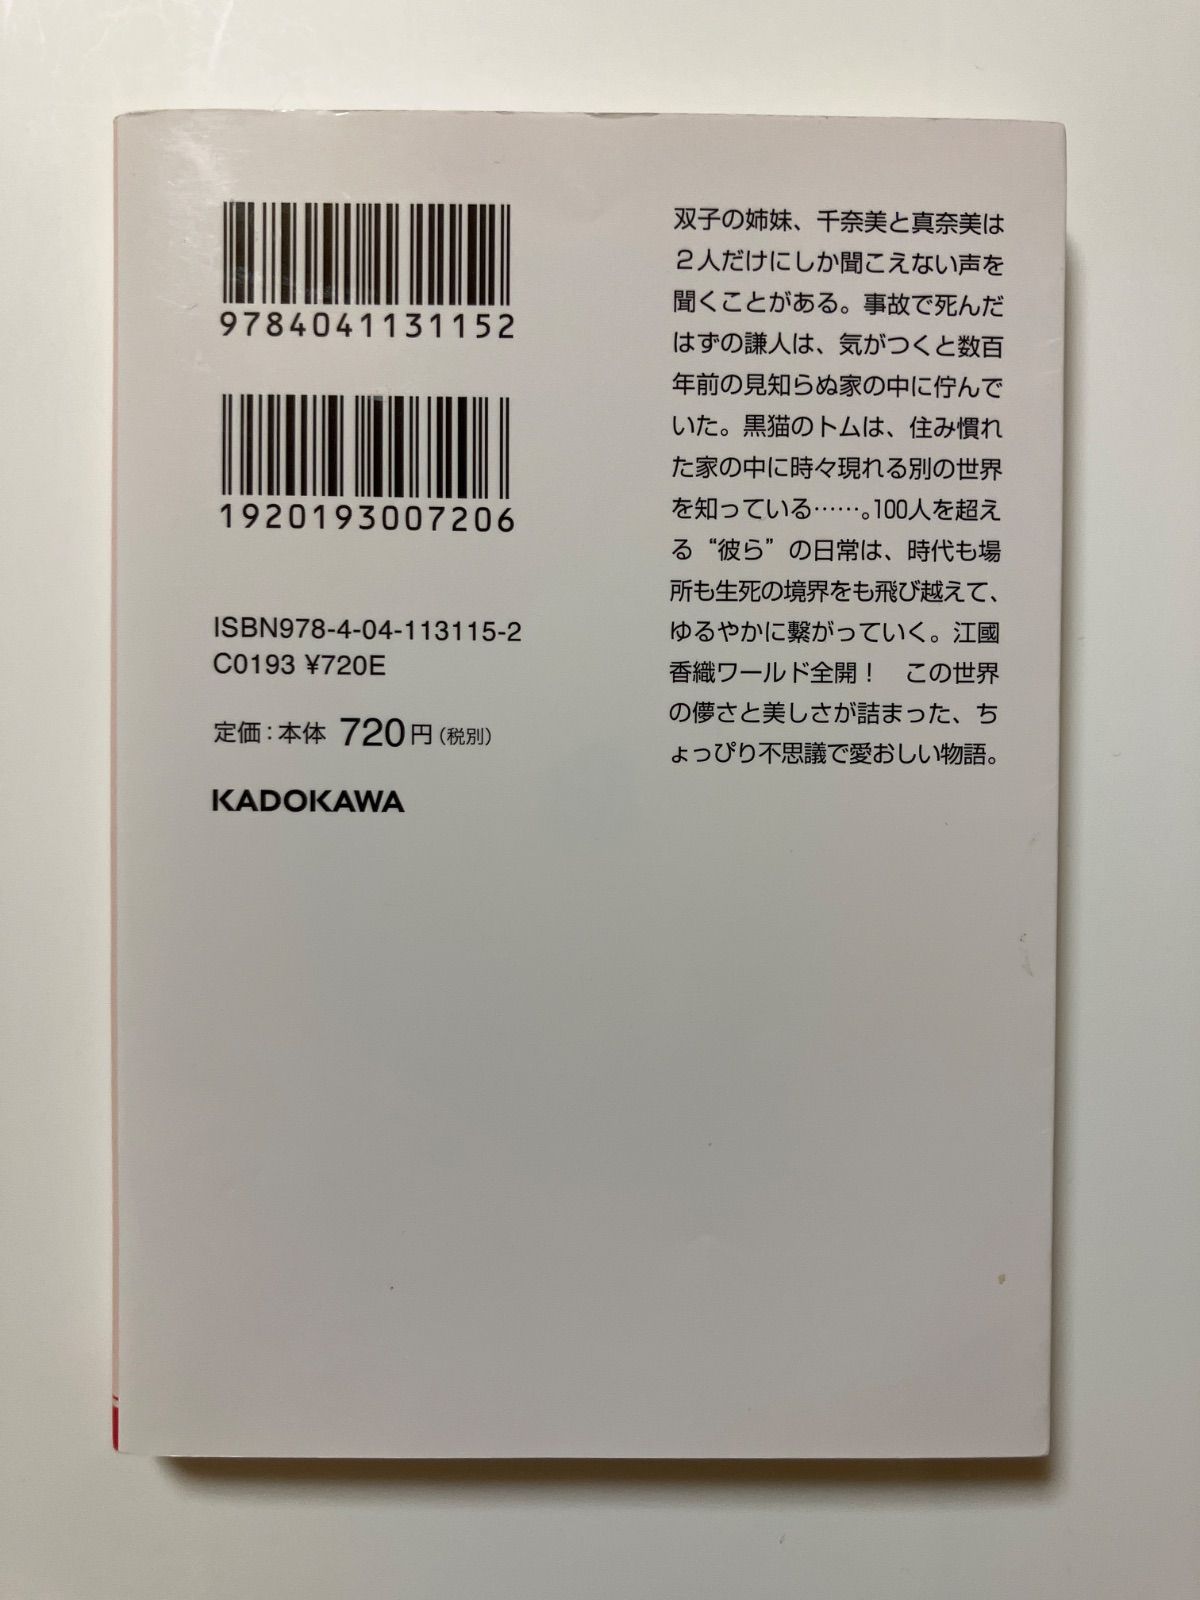 9784041131152
1920193007206
ISBN978-4-04-113115-2
C0193 ¥720E
定価：本体 720円（税別）
KADOKAWA
双子の姉妹、千奈美と真奈美は
２人だけにしか聞こえない声を
聞くことがある。事故で死んだ
はずの謙人は、気がつくと数百
年前の見知らぬ家の中に佇んで
いた。黒猫のトムは、住み慣れ
た家の中に時々現れる別の世界
を知っている……。100人を超え
る“彼ら”の日常は、時代も場
所も生死の境界をも飛び越えて、
ゆるやかに繋がっていく。江國
香織ワールド全開！　この世界
の儚さと美しさが詰まった、ち
ょっぴり不思議で愛おしい物語。